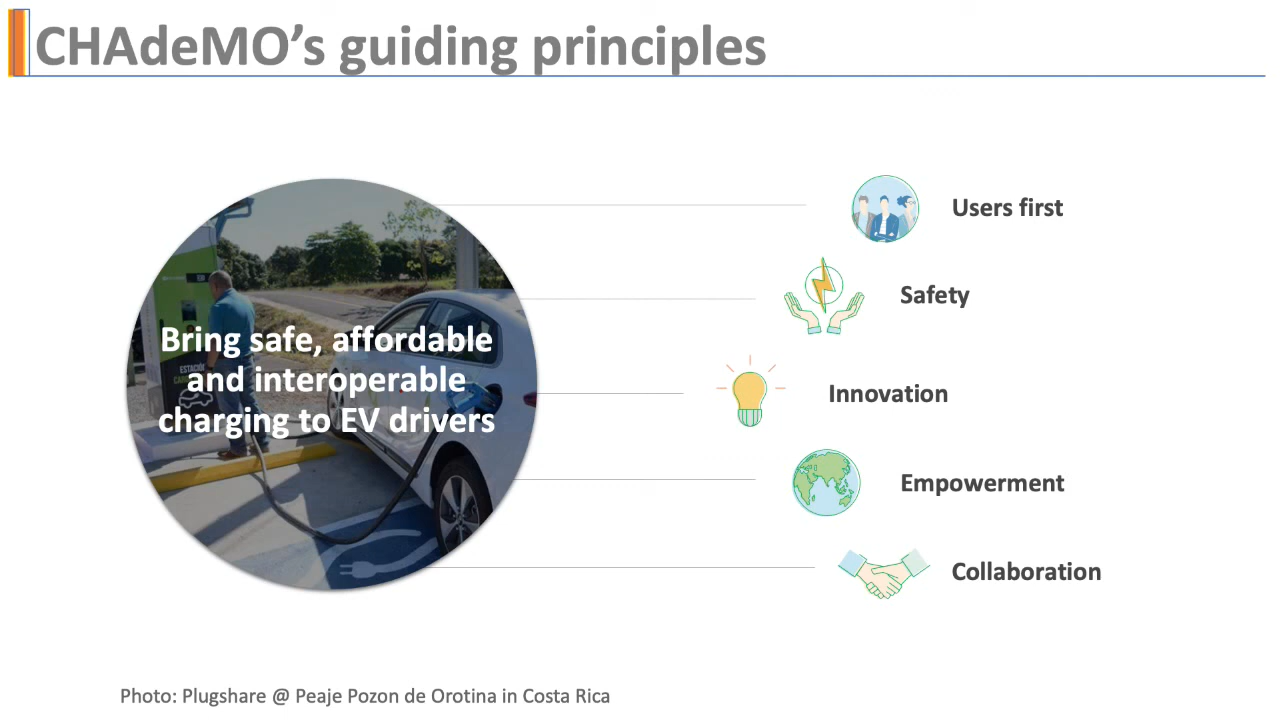 CHAdeMO’s guiding principles
Users first
Safety
Bring safe, affordable
and interoperable
charging to EV drivers
Innovation
Empowerment
Collaboration
Photo: Plugshare @ Peaje Pozon de Orotina in Costa Rica